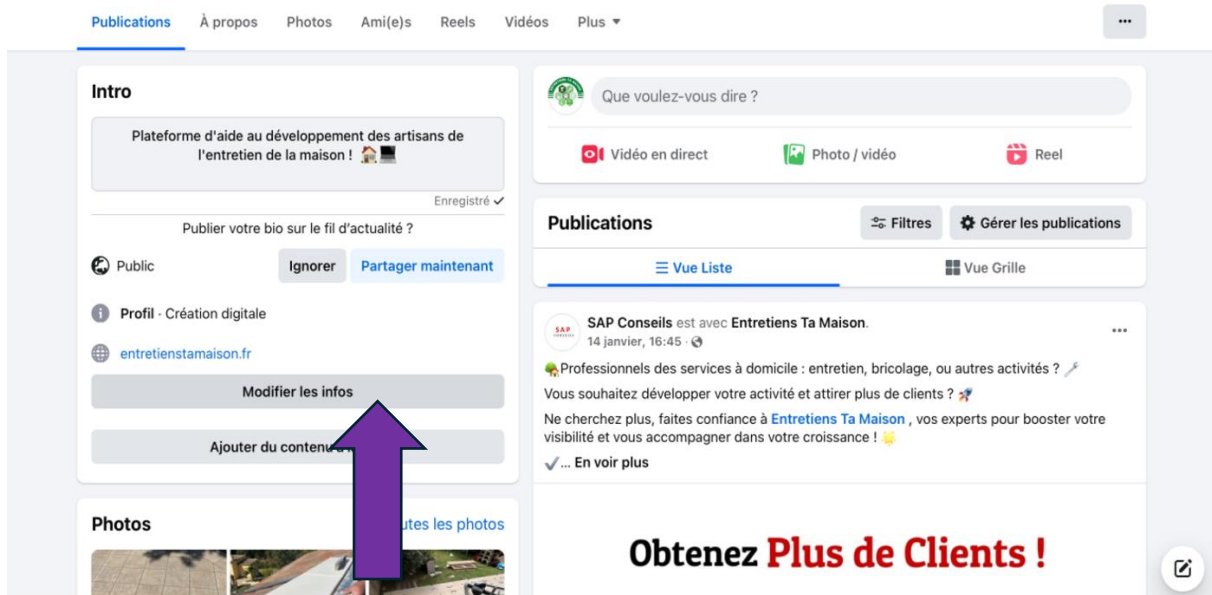 Publications À propos Photos Ami(e)s Reels Vidéos Plus
Intro
Plateforme d'aide au développement des artisans de
l'entretien de la maison !
Enregistré
Publier votre bio sur le fil d'actualité ?
Public Ignorer Partager maintenant
Profil · Création digitale
entretienstamaison.fr
Modifier les infos
Ajouter du contenu
Photos
les photos
Que voulez-vous dire ?
Vidéo en direct Photo / vidéo Reel
Publications Filtres Gérer les publications
Vue Liste Vue Grille
SAP Conseils est avec Entretiens Ta Maison.
14 janvier, 16:45 ·
Professionnels des services à domicile : entretien, bricolage, ou autres activités ?
Vous souhaitez développer votre activité et attirer plus de clients ?
Ne cherchez plus, faites confiance à Entretiens Ta Maison , vos experts pour booster votre
visibilité et vous accompagner dans votre croissance !
... En voir plus
Obtenez Plus de Clients !